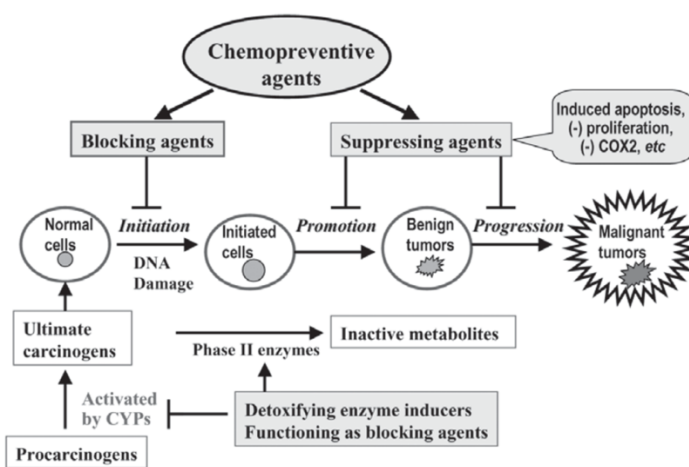 Chemopreventive
agents
Blocking agents
Suppressing agents
Induced apoptosis,
(-) proliferation,
(-) COX2, etc
Normal
cells
Initiation
DNA
Damage
Initiated
cells
Promotion
Benign
tumors
Progression
Malignant
tumors
Ultimate
carcinogens
Phase II enzymes
Inactive metabolites
Activated
by CYPs
Detoxifying enzyme inducers
Functioning as blocking agents
Procarcinogens